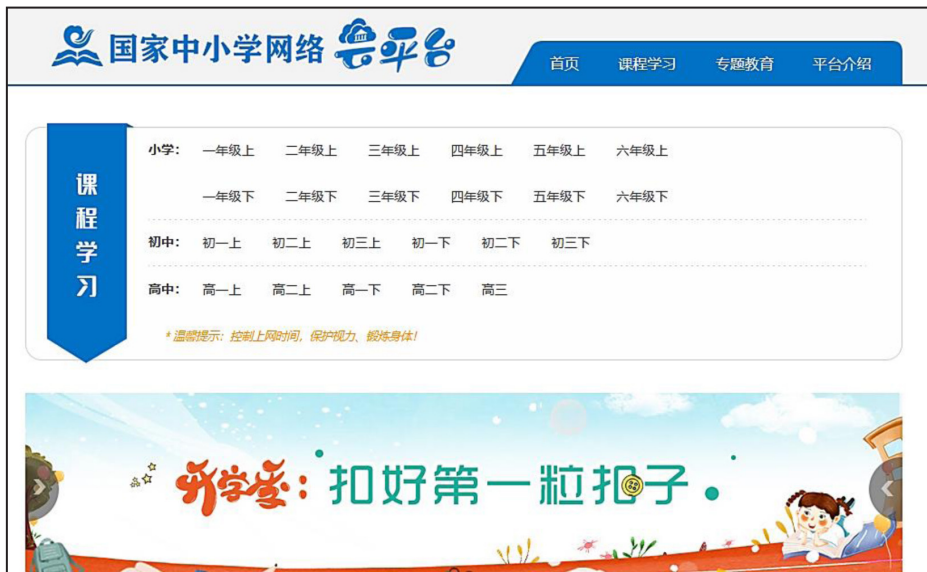 国家中小学网络云平台
首页 课程学习 专题教育 平台介绍
课程学习
小学： 一年级上 二年级上 三年级上 四年级上 五年级上 六年级上
一年级下 二年级下 三年级下 四年级下 五年级下 六年级下
初中： 初一上 初二上 初三上 初一下 初二下 初三下
高中： 高一上 高二上 高一下 高二下 高三
* 温馨提示：控制上网时间，保护视力、锻炼身体！
开学季：扣好第一粒扣子